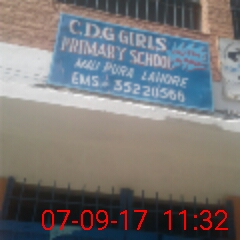 C.D.G GIRLS
PRIMARY SCHOOL
MALI PURA LAHORE
EMS: 35220566
07-09-17 11:32